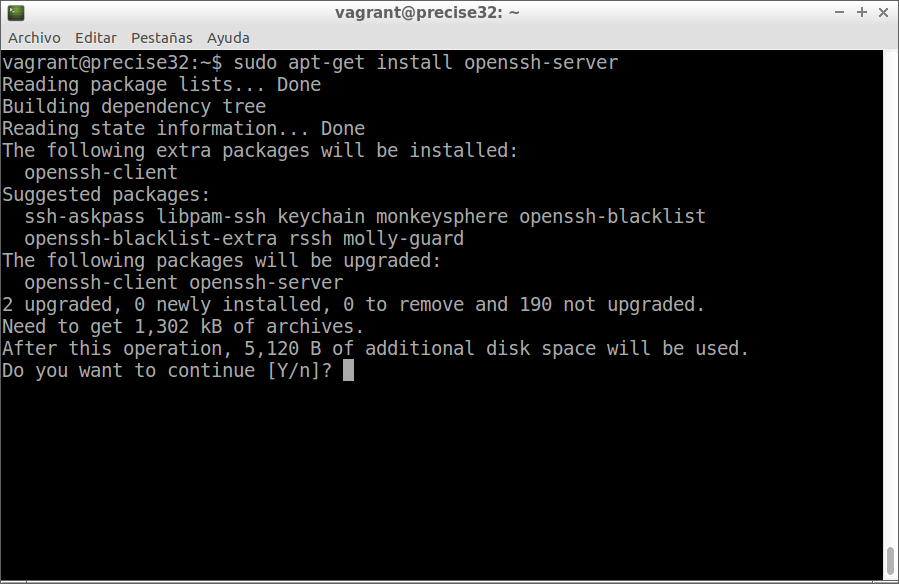 vagrant@precise32: ~
Archivo Editar Pestañas Ayuda
vagrant@precise32:~$ sudo apt-get install openssh-server
Reading package lists... Done
Building dependency tree
Reading state information... Done
The following extra packages will be installed:
  openssh-client
Suggested packages:
  ssh-askpass libpam-ssh keychain monkeysphere openssh-blacklist
  openssh-blacklist-extra rssh molly-guard
The following packages will be upgraded:
  openssh-client openssh-server
2 upgraded, 0 newly installed, 0 to remove and 190 not upgraded.
Need to get 1,302 kB of archives.
After this operation, 5,120 B of additional disk space will be used.
Do you want to continue [Y/n]?